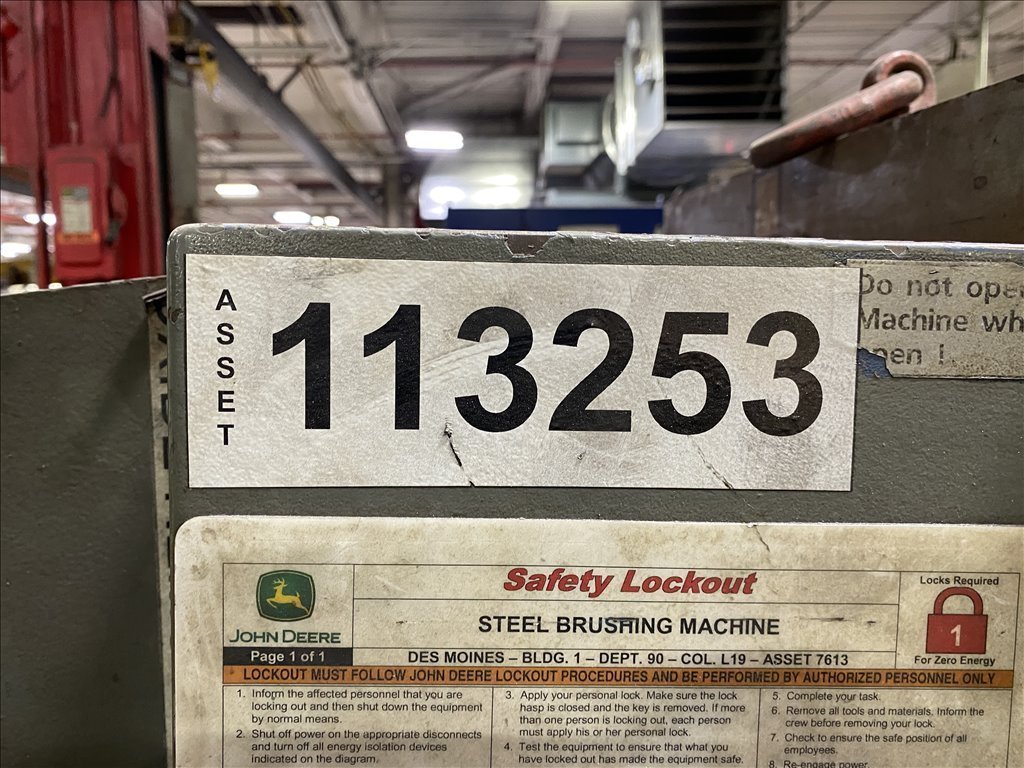 ASSET
113253
Do not
Machine
Safety Lockout
Locks Required
STEEL BRUSHING MACHINE
1
JOHN DEERE
Page 1 of 1
DES MOINES – BLDG. 1 – DEPT. 90 – COL. L19 – ASSET 7613
For Zero Energy
LOCKOUT MUST FOLLOW JOHN DEERE LOCKOUT PROCEDURES AND BE PERFORMED BY AUTHORIZED PERSONNEL ONLY
1. Inform the affected personnel that you are
locking out and then shut down the equipment
by normal means.
2. Shut off power on the appropriate disconnects
and turn off all energy isolation devices
indicated on the diagram.
3. Apply your personal lock. Make sure the lock
hasp is closed and the key is removed. If more
than one person is locking out, each person
must apply his or her personal lock.
4. Test the equipment to ensure that what you
have locked out has made the equipment safe.
5. Complete your task.
6. Remove all tools and materials. Inform the
crew before removing your lock.
7. Check to ensure the safe position of all
employees.
8. Re-engage power.